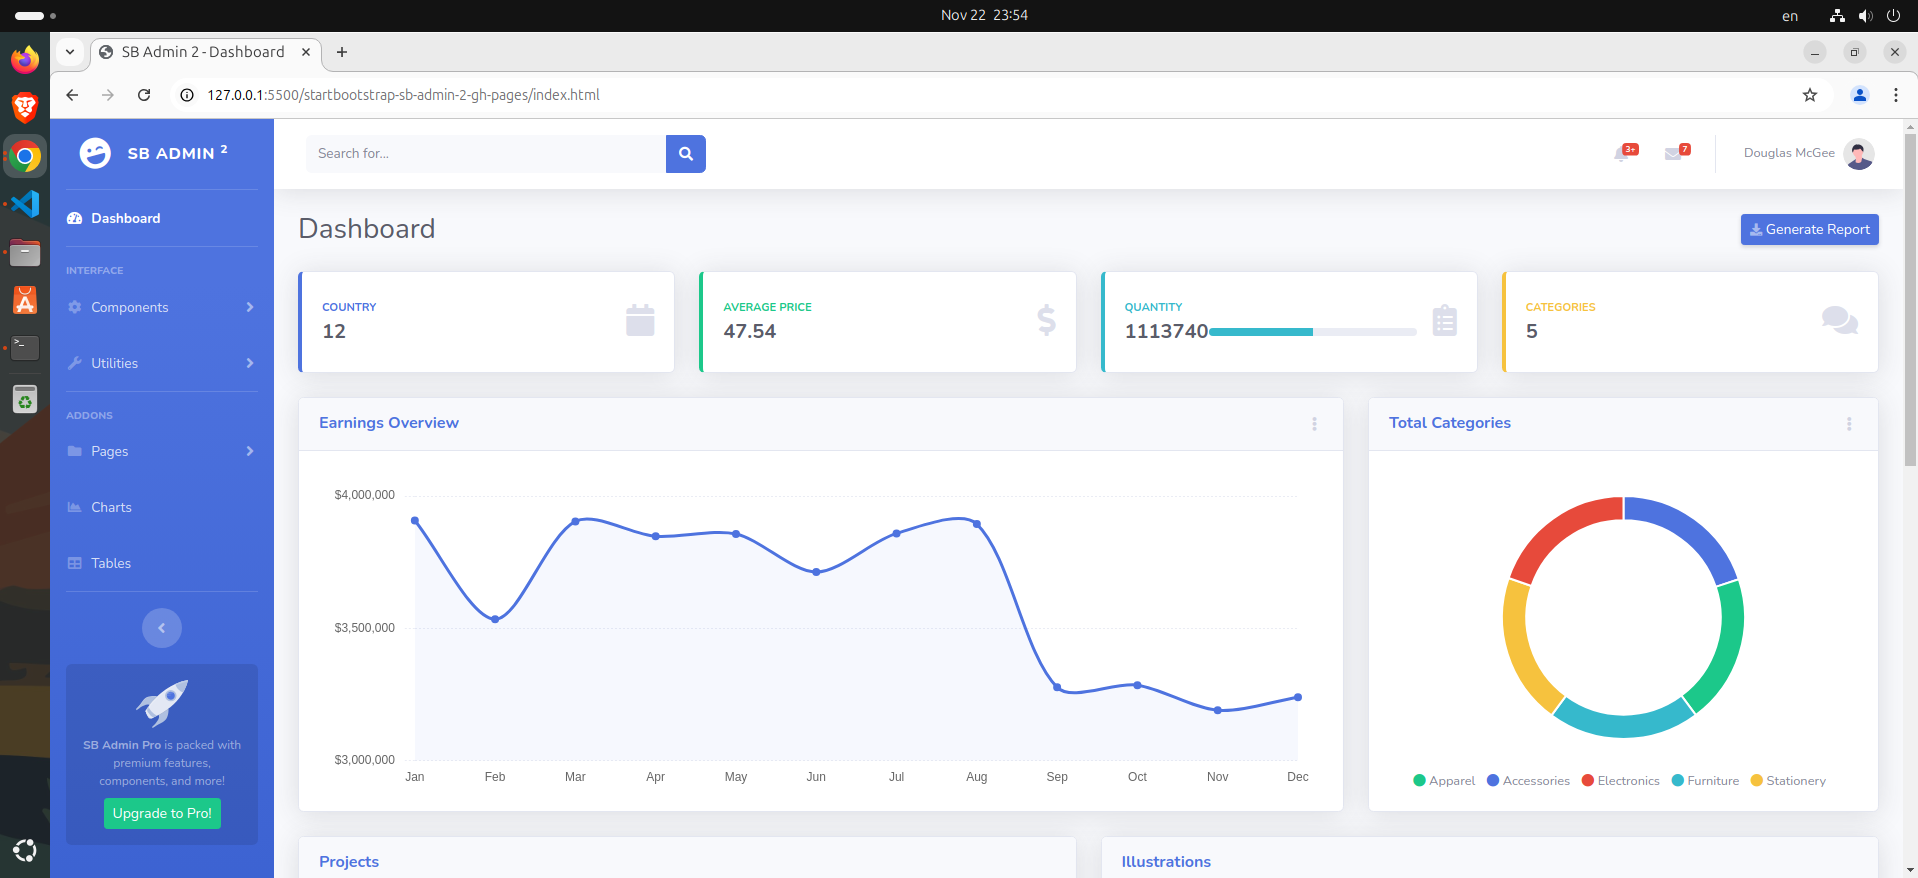 Nov 22 23:54
en
SB Admin 2 - Dashboard
127.0.0.1:5500/startbootstrap-sb-admin-2-gh-pages/index.html
SB ADMIN 2
Search for...
3+
7
Douglas McGee
Dashboard
INTERFACE
Components
Utilities
ADDONS
Pages
Charts
Tables
SB Admin Pro is packed with
premium features,
components, and more!
Upgrade to Pro!
Dashboard
Generate Report
COUNTRY
12
AVERAGE PRICE
47.54
QUANTITY
1113740
CATEGORIES
5
Earnings Overview
$4,000,000
$3,500,000
$3,000,000
Jan Feb Mar Apr May Jun Jul Aug Sep Oct Nov Dec
Total Categories
Apparel Accessories Electronics Furniture Stationery
Projects
Illustrations